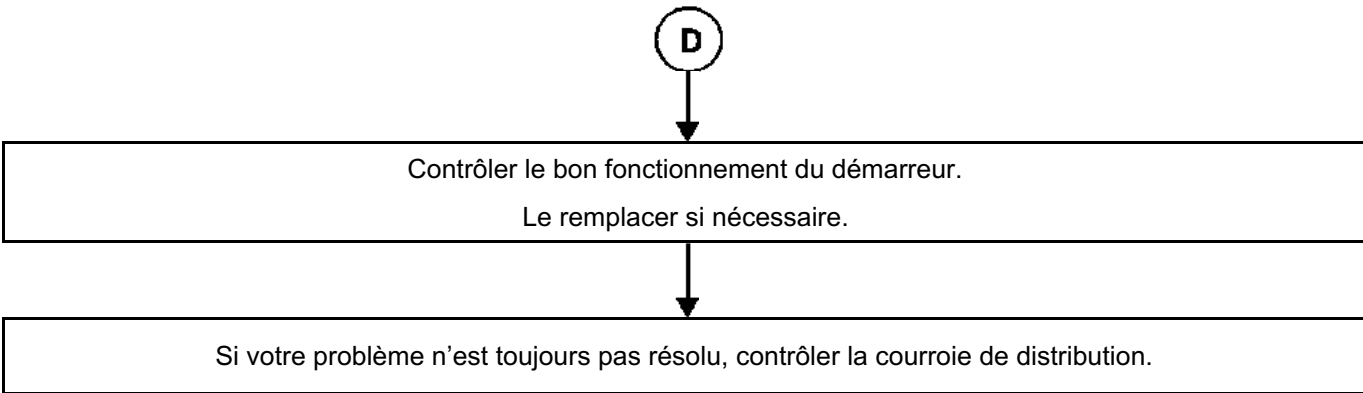 D
Contrôler le bon fonctionnement du démarreur.
Le remplacer si nécessaire.
Si votre problème n’est toujours pas résolu, contrôler la courroie de distribution.